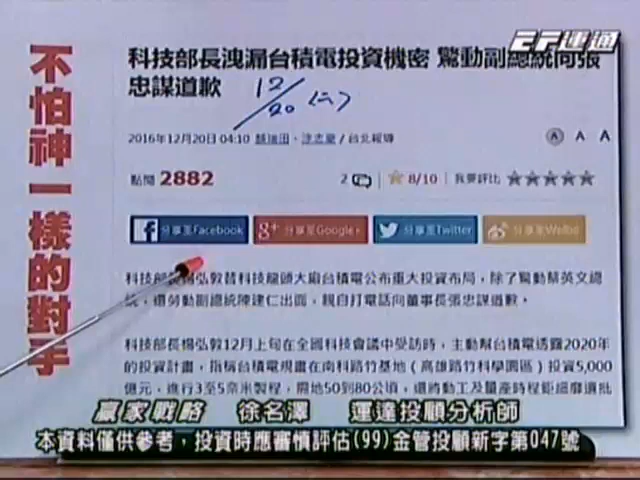 EF運通
不怕神一樣的對手
科技部長洩漏台積電投資機密 驚動副總統向張
忠謀道歉
12/20(二)
2016年12月20日04:10 / 台北報導
點閱 2882
2
8/10
我要評比
A A A
分享至Facebook
分享至Google+
分享至Twitter
分享至Weibo
科技部長楊弘敦替科技龍頭大廠台積電公布重大投資布局，除了驚動蔡英文總
統，還勞動副總統陳建仁出面，親自打電話向董事長張忠謀道歉。
科技部長楊弘敦12月上旬在全國科技會議中受訪時，主動幫台積電透露2020年
的投資計畫，指稱台積電規畫在南科路竹基地（高雄路竹科學園區）投資5,000
億元，進行3至5奈米製程，用地50到80公頃，還將動工及量產時程鉅細靡遺批
贏家戰略 徐名澤 運達投顧分析師
本資料僅供參考，投資時應審慎評估(99)金管投顧新字第047號